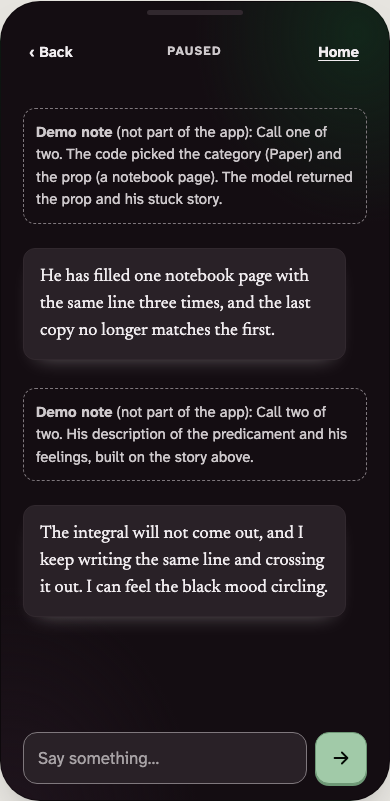 ‹ Back
PAUSED
Home
Demo note (not part of the app): Call one of
two. The code picked the category (Paper) and
the prop (a notebook page). The model returned
the prop and his stuck story.
He has filled one notebook page with
the same line three times, and the last
copy no longer matches the first.
Demo note (not part of the app): Call two of
two. His description of the predicament and his
feelings, built on the story above.
The integral will not come out, and I
keep writing the same line and crossing
it out. I can feel the black mood circling.
Say something...